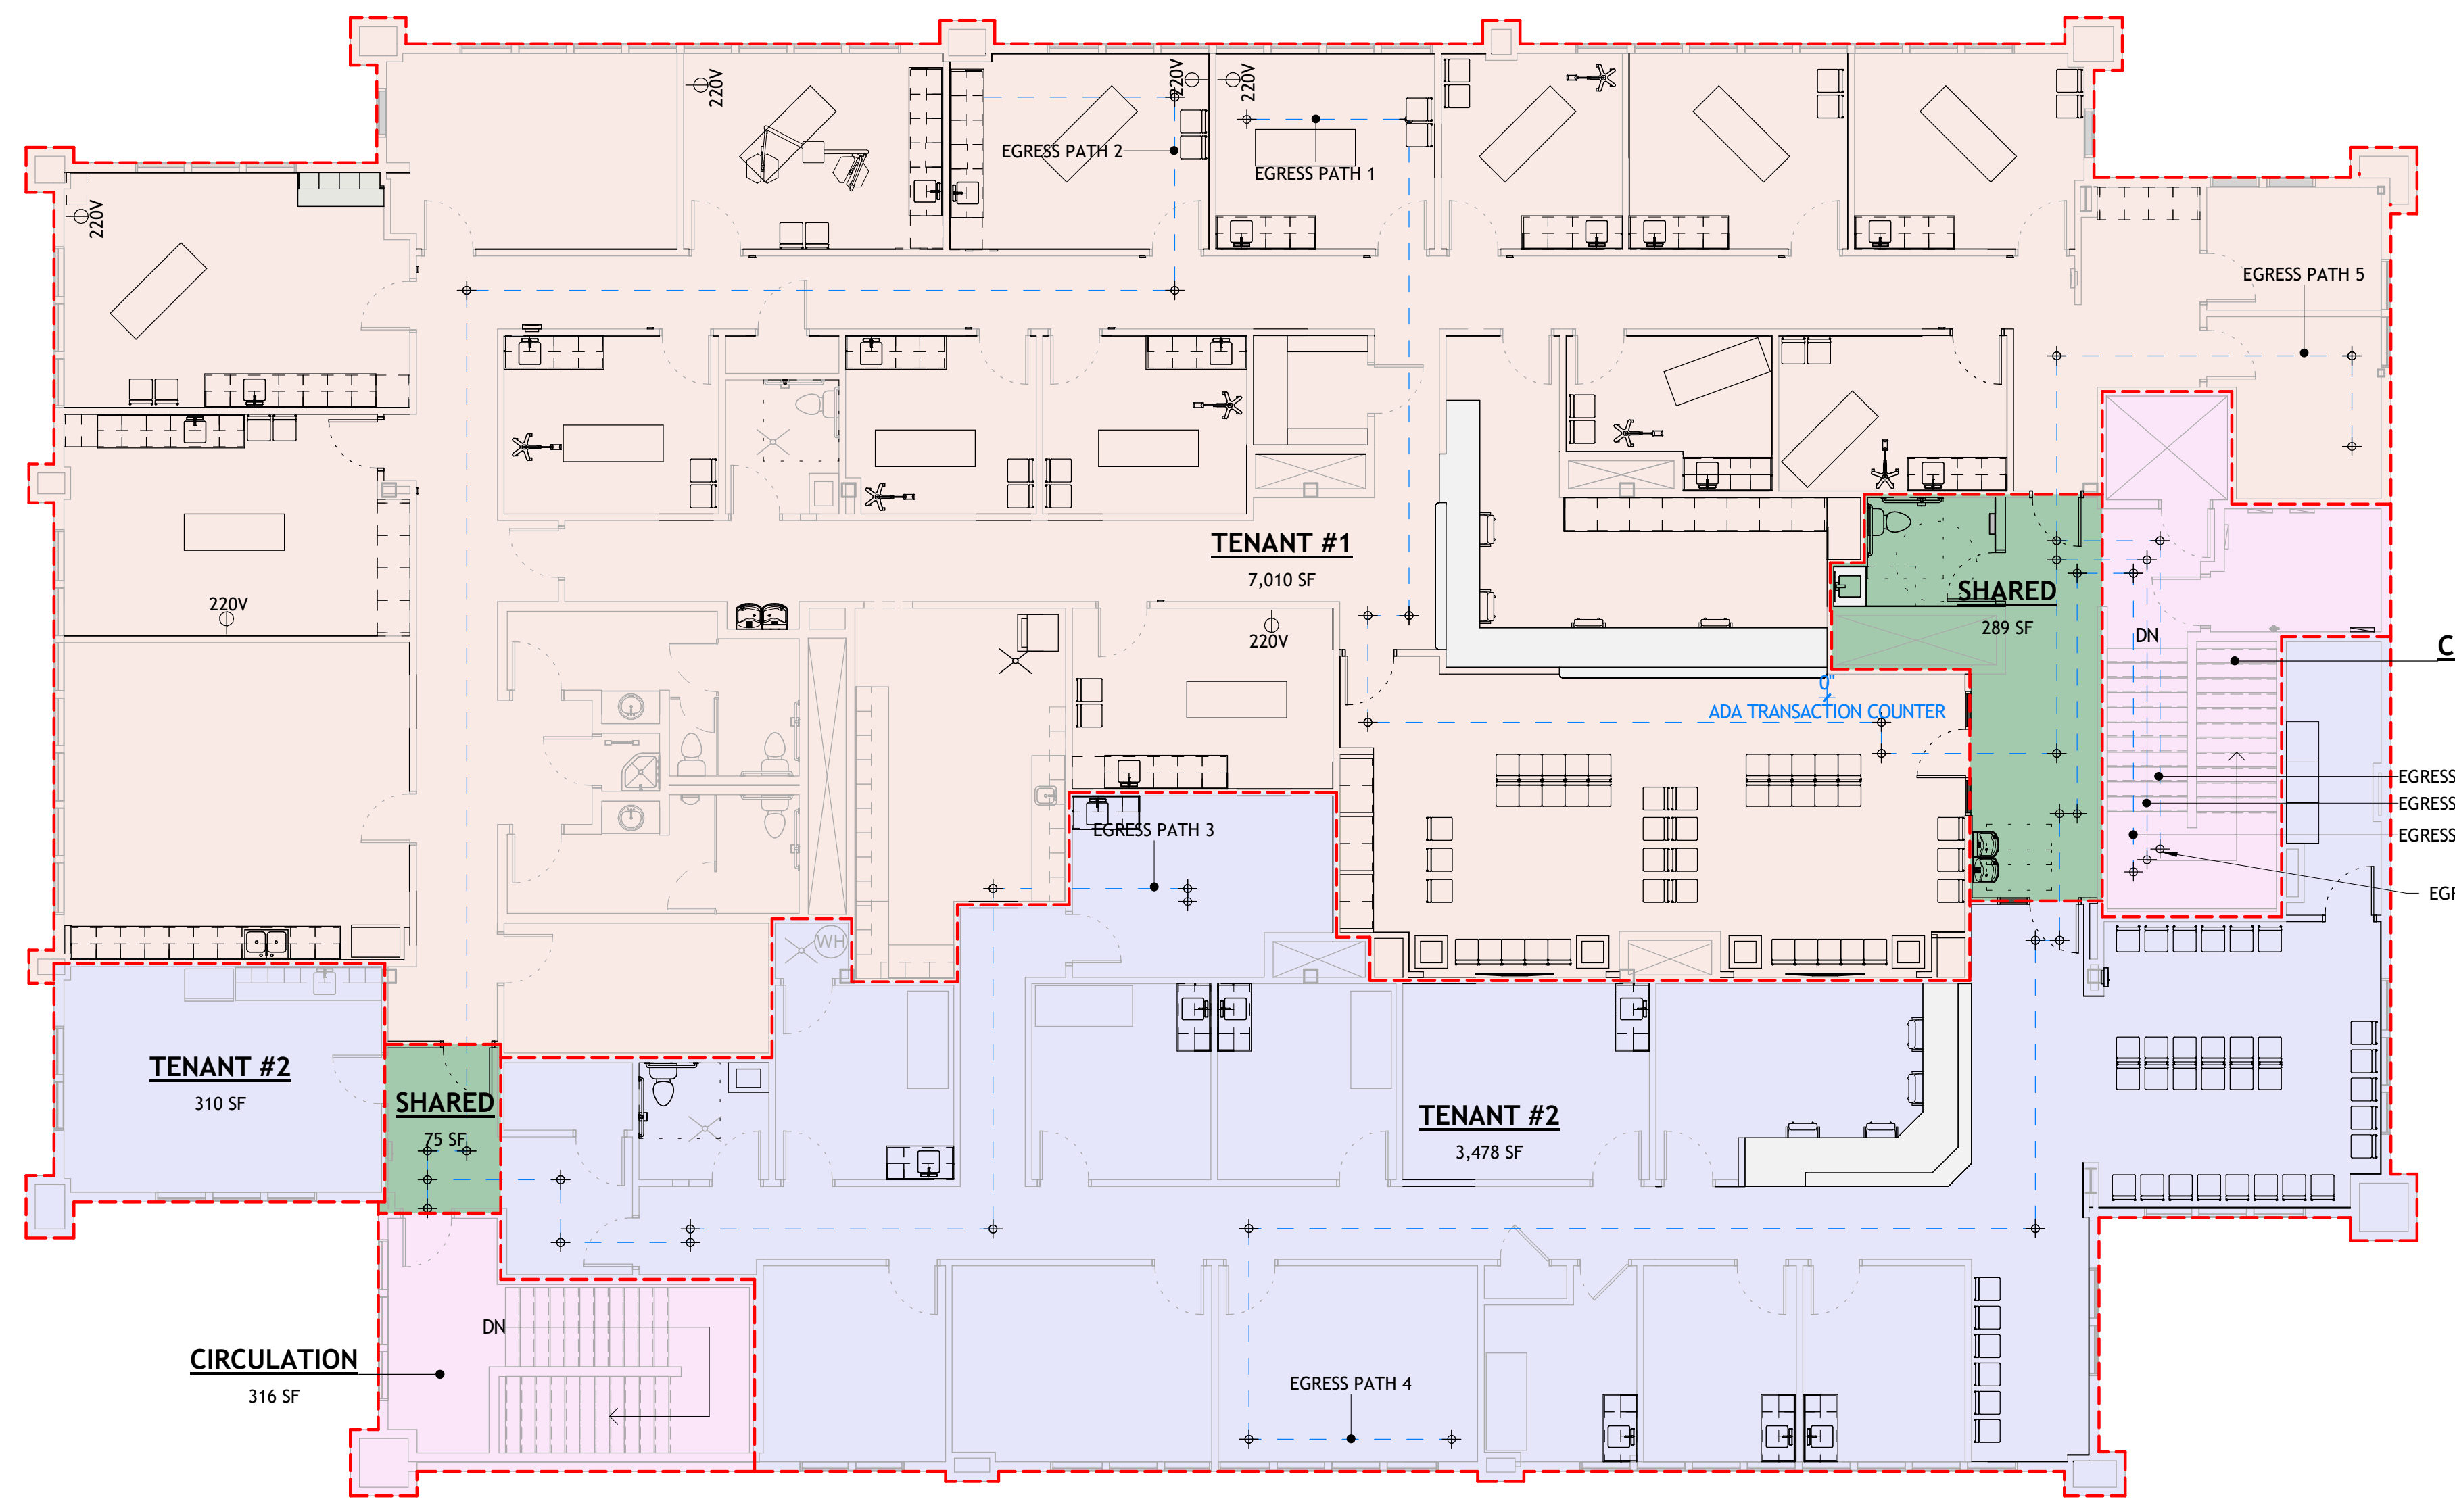 220V
220V
220V
EGRESS PATH 2
EGRESS PATH 1
220V
EGRESS PATH 5
TENANT #1
7,010 SF
SHARED
289 SF
220V
220V
DN
C
0"
ADA TRANSACTION COUNTER
EGRESS
EGRESS
EGRESS PATH 3
EGRESS
EGR
WH
TENANT #2
310 SF
SHARED
75 SF
TENANT #2
3,478 SF
DN
CIRCULATION
316 SF
EGRESS PATH 4